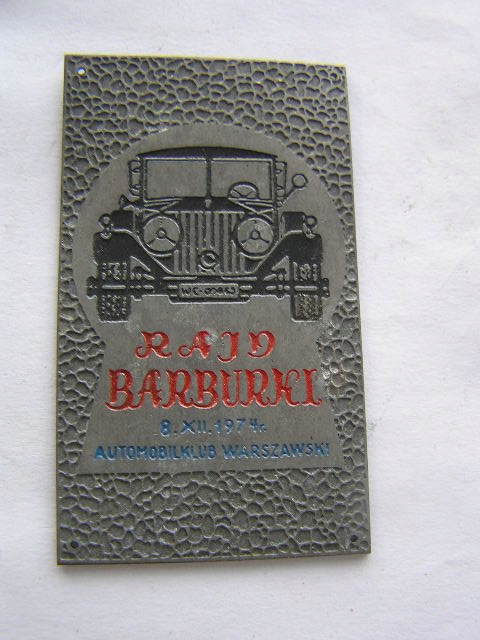 RAJD
BARBURKI
8.XII.1974r.
AUTOMOBILKLUB WARSZAWSKI